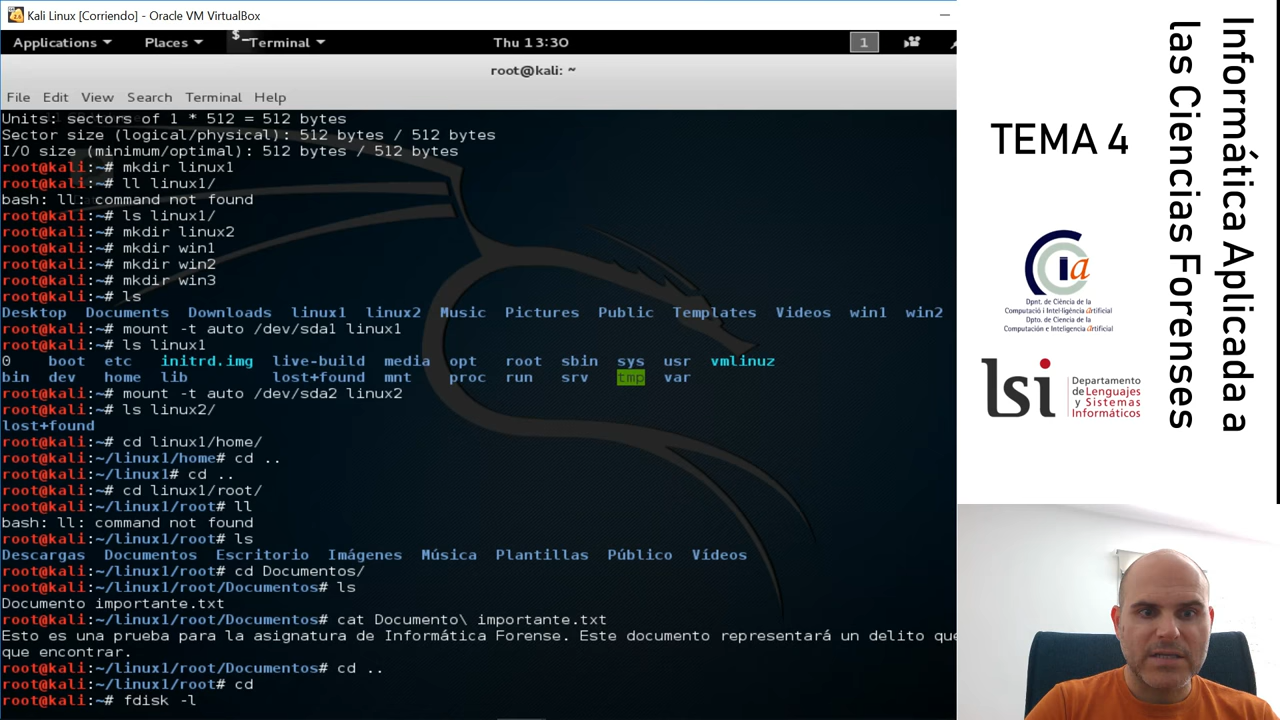 Kali Linux [Corriendo] - Oracle VM VirtualBox
Applications Places Terminal Thu 13:30 1
root@kali: ~
File Edit View Search Terminal Help
Units: sectors of 1 * 512 = 512 bytes
Sector size (logical/physical): 512 bytes / 512 bytes
I/O size (minimum/optimal): 512 bytes / 512 bytes
root@kali:~# mkdir linux1
root@kali:~# ll linux1/
bash: ll: command not found
root@kali:~# ls linux1/
root@kali:~# mkdir linux2
root@kali:~# mkdir win1
root@kali:~# mkdir win2
root@kali:~# mkdir win3
root@kali:~# ls
Desktop Documents Downloads linux1 linux2 Music Pictures Public Templates Videos win1 win2
root@kali:~# mount -t auto /dev/sda1 linux1
root@kali:~# ls linux1
0 boot etc initrd.img live-build media opt root sbin sys usr vmlinuz
bin dev home lib lost+found mnt proc run srv tmp var
root@kali:~# mount -t auto /dev/sda2 linux2
root@kali:~# ls linux2/
lost+found
root@kali:~# cd linux1/home/
root@kali:~/linux1/home# cd ..
root@kali:~/linux1# cd ..
root@kali:~# cd linux1/root/
root@kali:~/linux1/root# ll
bash: ll: command not found
root@kali:~/linux1/root# ls
Descargas Documentos Escritorio Imágenes Música Plantillas Público Vídeos
root@kali:~/linux1/root# cd Documentos/
root@kali:~/linux1/root/Documentos# ls
Documento importante.txt
root@kali:~/linux1/root/Documentos# cat Documento\ importante.txt
Esto es una prueba para la asignatura de Informática Forense. Este documento representará un delito que
que encontrar.
root@kali:~/linux1/root/Documentos# cd ..
root@kali:~/linux1/root# cd
root@kali:~# fdisk -l
TEMA 4
Informática Aplicada a
las Ciencias Forenses
Cia
Dpnt. de Ciència de la
Computació i Intel·ligència artificial
Dpto. de Ciencia de la
Computación e Inteligencia artificial
lsi
Departamento
de Lenguajes
y Sistemas
Informáticos